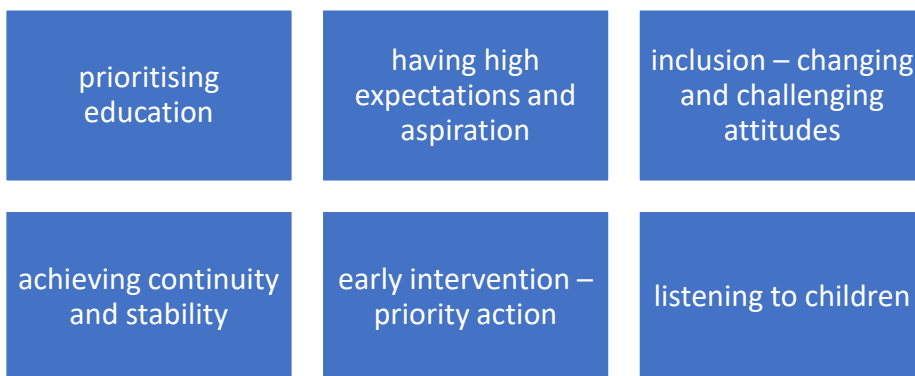 prioritising
education
having high
expectations and
aspiration
inclusion – changing
and challenging
attitudes
achieving continuity
and stability
early intervention –
priority action
listening to children